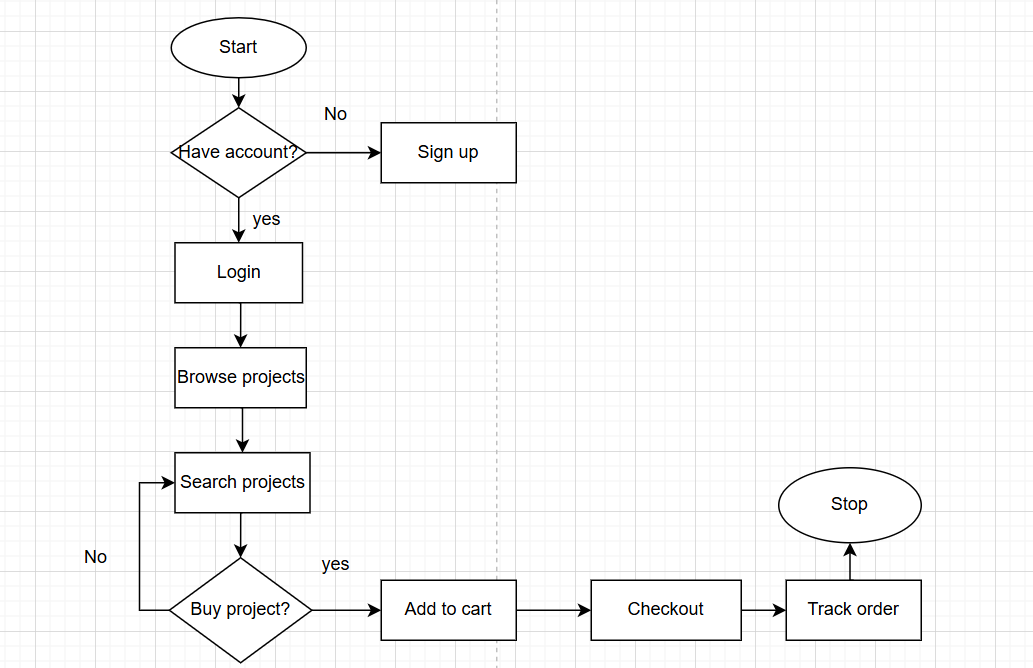 Start
No
Have account?
Sign up
yes
Login
Browse projects
Search projects
No
yes
Buy project?
Add to cart
Checkout
Track order
Stop